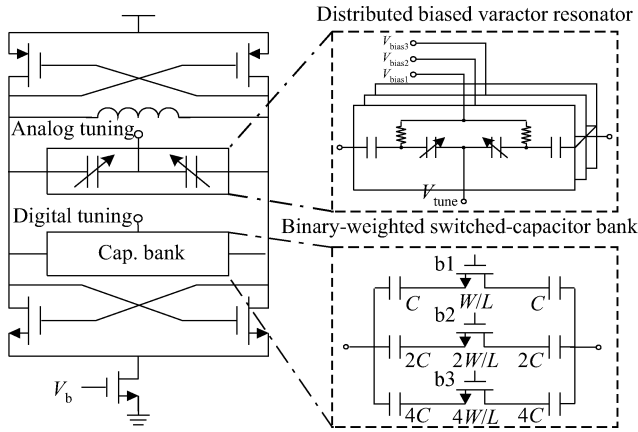 Distributed biased varactor resonator
Vbias3
Vbias2
Vbias1
Analog tuning
Vtune
Digital tuning
Binary-weighted switched-capacitor bank
Cap. bank
b1
C W/L C
b2
2C 2W/L 2C
b3
4C 4W/L 4C
Vb